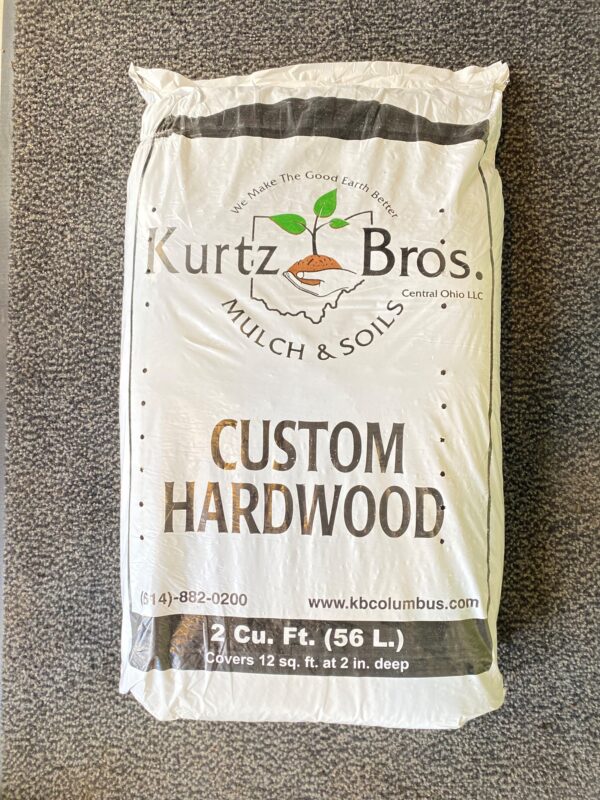 We Make The Good Earth Better
Kurtz Bros.
Central Ohio LLC
MULCH & SOILS
CUSTOM
HARDWOOD
(614)-882-0200
www.kbcolumbus.com
2 Cu. Ft. (56 L.)
Covers 12 sq. ft. at 2 in. deep